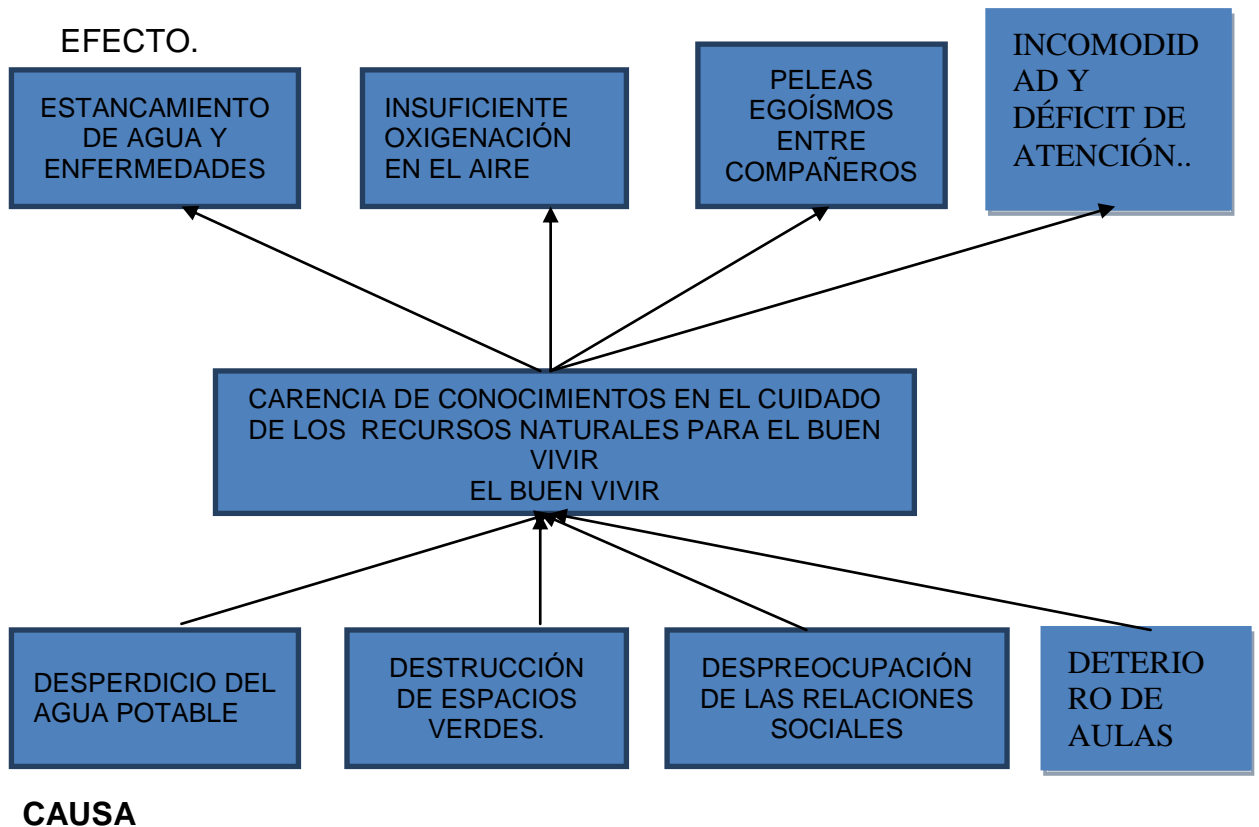 EFECTO.
ESTANCAMIENTO
DE AGUA Y
ENFERMEDADES
INSUFICIENTE
OXIGENACIÓN
EN EL AIRE
PELEAS
EGOÍSMOS
ENTRE
COMPAÑEROS
INCOMODID
AD Y
DÉFICIT DE
ATENCIÓN..
CARENCIA DE CONOCIMIENTOS EN EL CUIDADO
DE LOS RECURSOS NATURALES PARA EL BUEN
VIVIR
EL BUEN VIVIR
DESPERDICIO DEL
AGUA POTABLE
DESTRUCCIÓN
DE ESPACIOS
VERDES.
DESPREOCUPACIÓN
DE LAS RELACIONES
SOCIALES
DETERIO
RO DE
AULAS
CAUSA